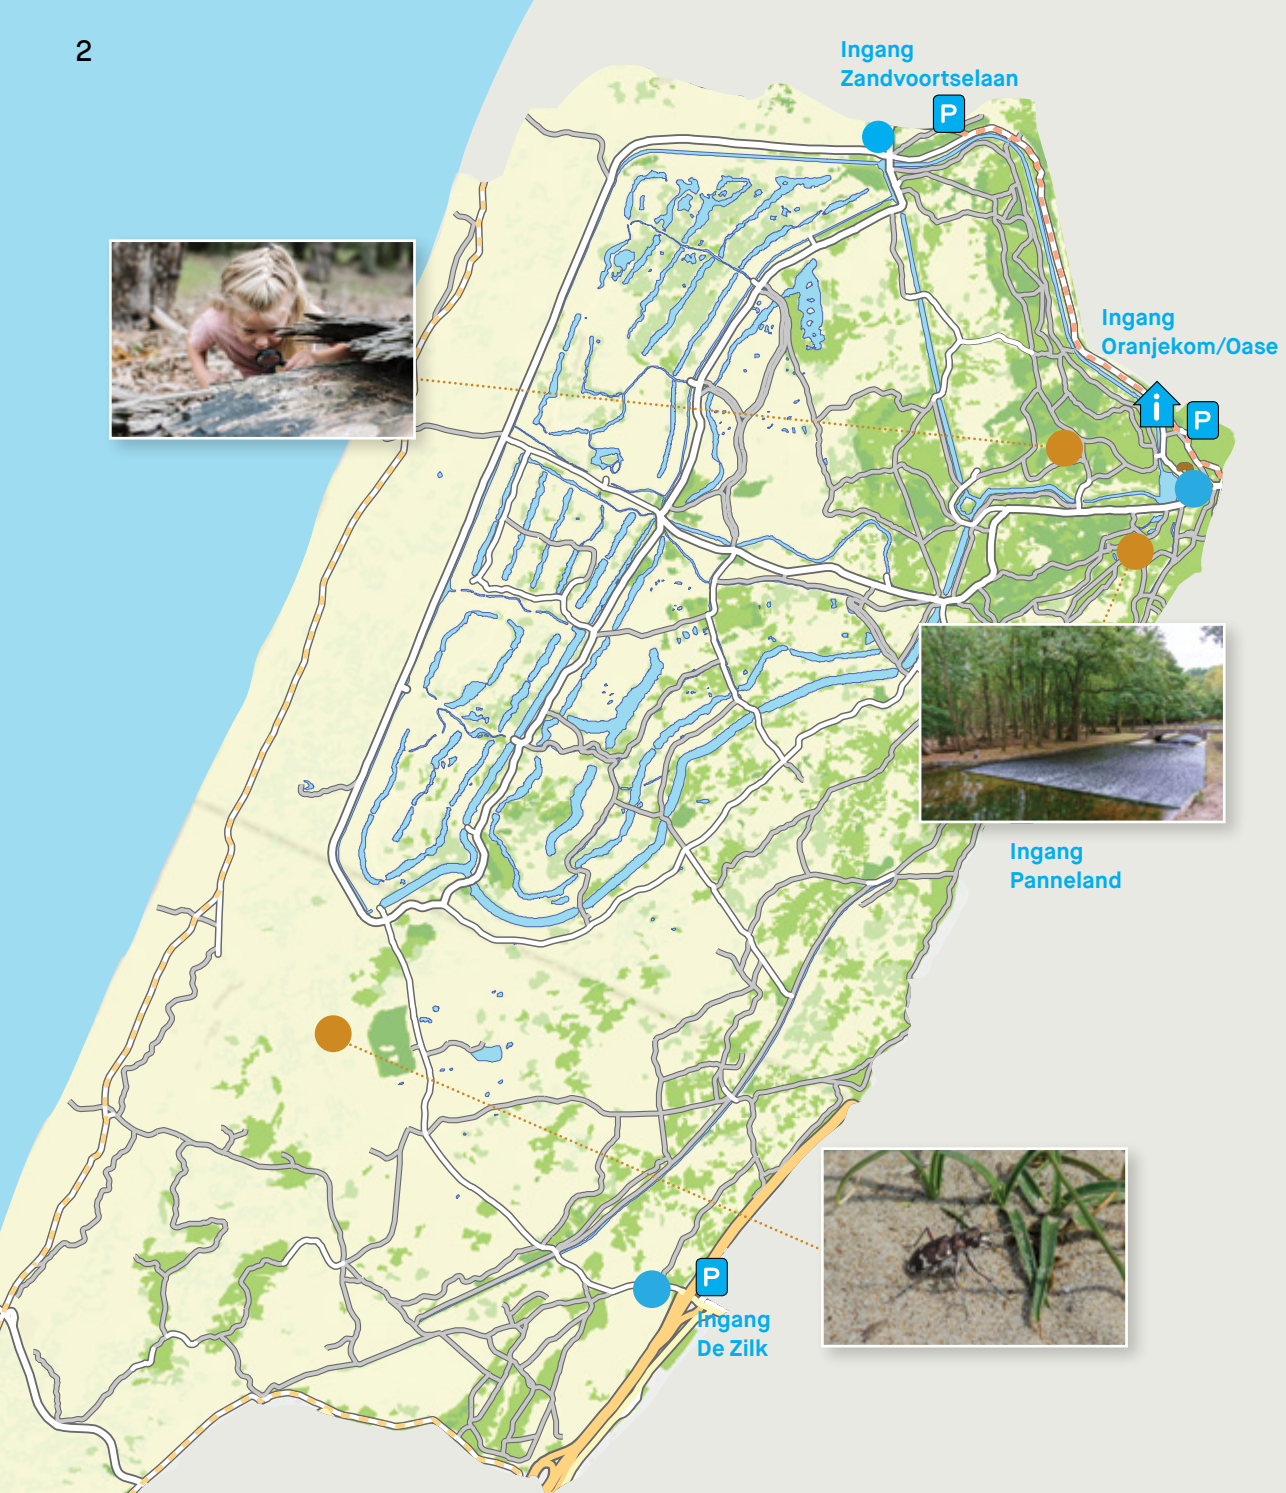 2
Ingang
Zandvoortselaan
P
Ingang
Oranjekom/Oase
i
P
Ingang
Panneland
P
Ingang
De Zilk